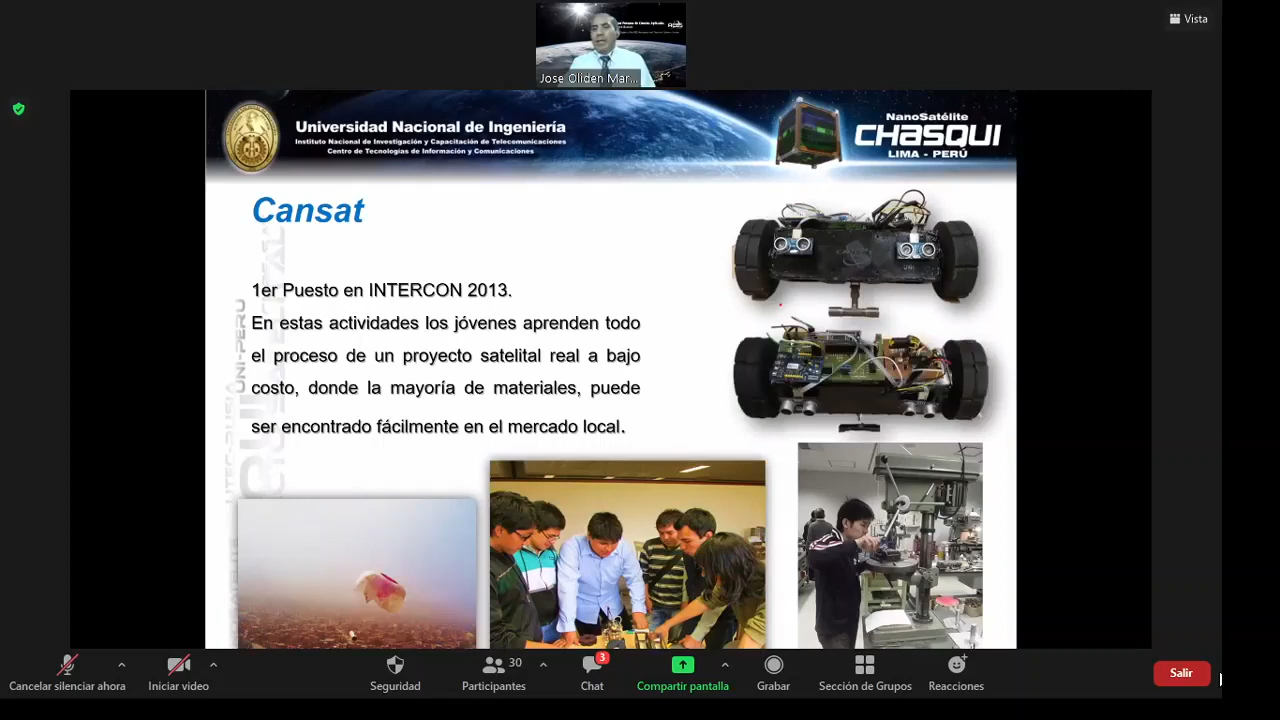 Vista
Jose Oliden Mar...
Universidad Nacional de Ingeniería
Instituto Nacional de Investigación y Capacitación de Telecomunicaciones
Centro de Tecnologías de Información y Comunicaciones
NanoSatélite
CHASQUI
LIMA - PERÚ
Cansat
1er Puesto en INTERCON 2013.
En estas actividades los jóvenes aprenden todo
el proceso de un proyecto satelital real a bajo
costo, donde la mayoría de materiales, puede
ser encontrado fácilmente en el mercado local.
UNI-PERU
30
3
Cancelar silenciar ahora
Iniciar video
Seguridad
Participantes
Chat
Compartir pantalla
Grabar
Sección de Grupos
Reacciones
Salir